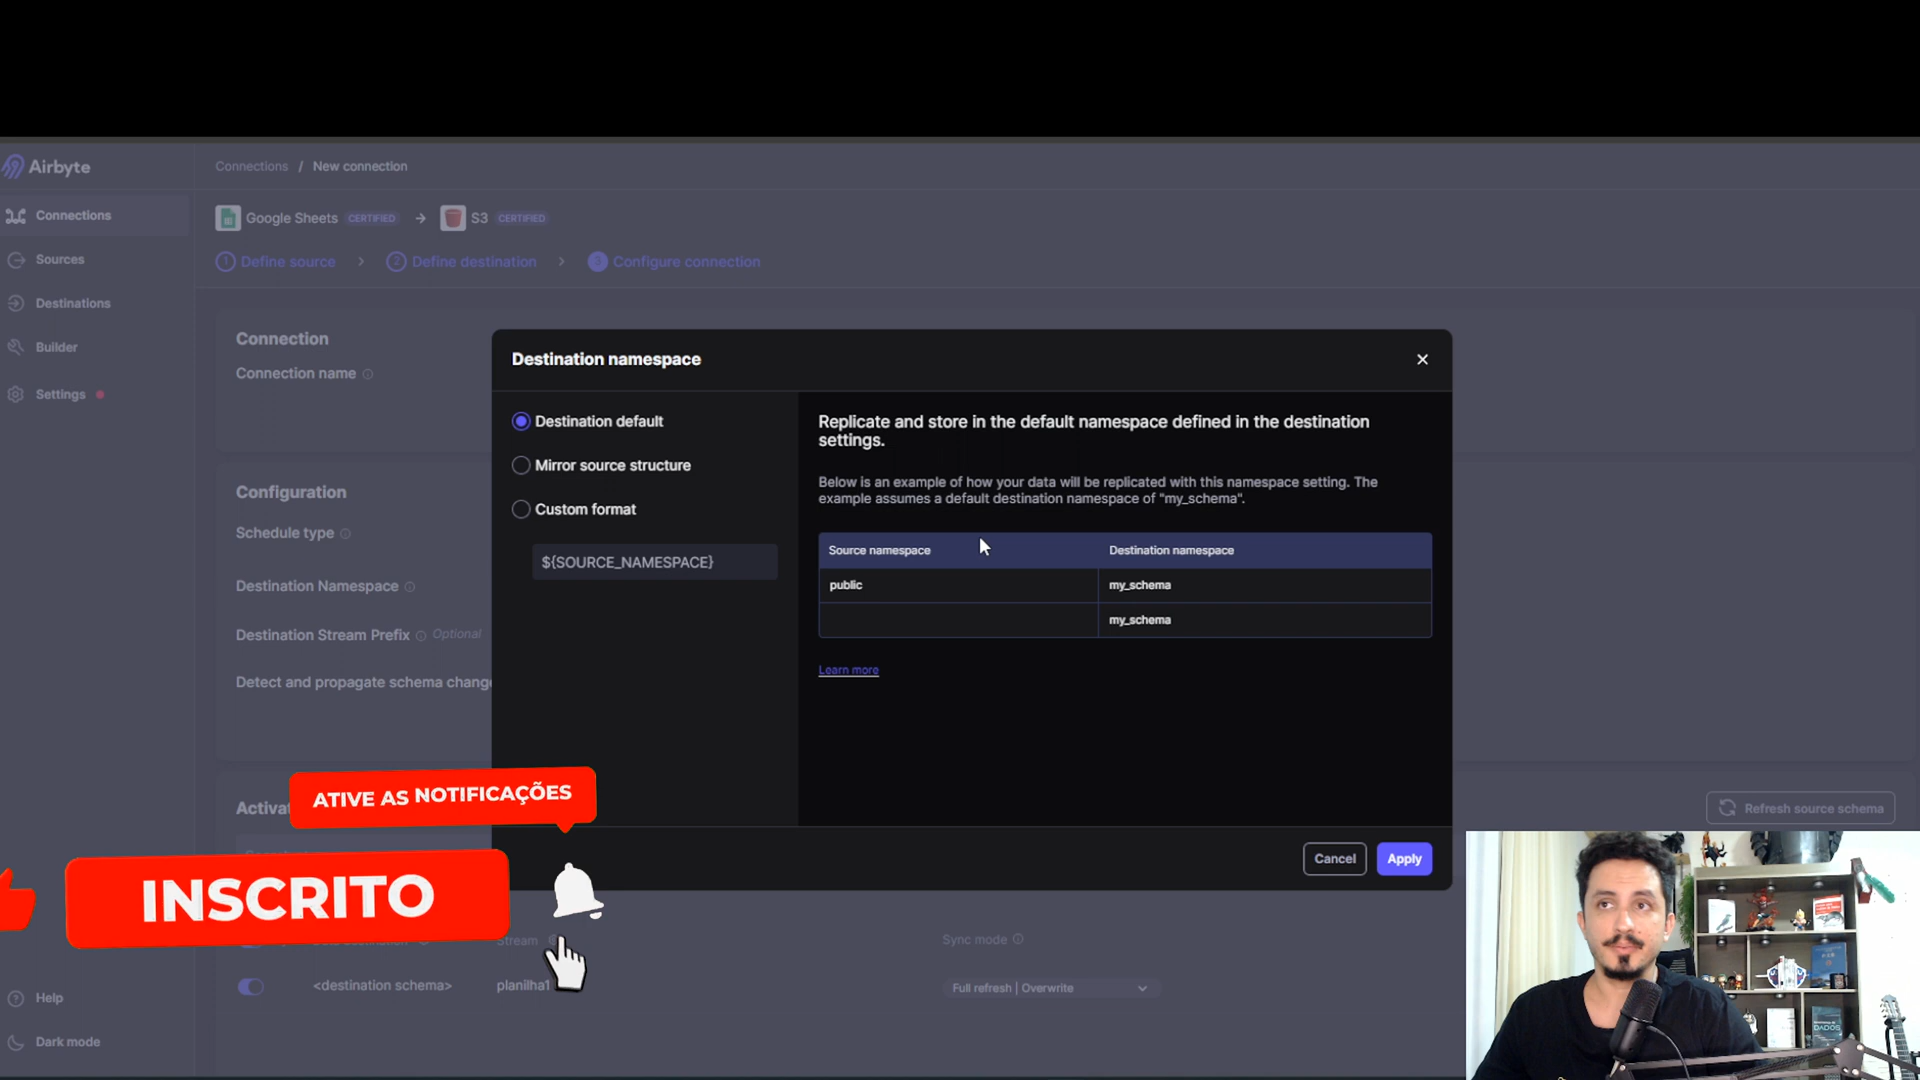 Airbyte
Connections / New connection
Connections
Google Sheets CERTIFIED → S3 CERTIFIED
Sources
1 Define source > 2 Define destination > 3 Configure connection
Destinations
Builder
Settings
Connection
Connection name
Configuration
Schedule type
Destination Namespace
Destination Stream Prefix Optional
Detect and propagate schema change
Destination namespace
Destination default
Mirror source structure
Custom format
${SOURCE_NAMESPACE}
Replicate and store in the default namespace defined in the destination
settings.
Below is an example of how your data will be replicated with this namespace setting. The
example assumes a default destination namespace of "my_schema".
Source namespace Destination namespace
public my_schema
my_schema
Learn more
Cancel Apply
Activa
Refresh source schema
ATIVE AS NOTIFICAÇÕES
INSCRITO
Stream Sync mode
<destination schema> planilha1 Full refresh | Overwrite
Help
Dark mode
DADOS